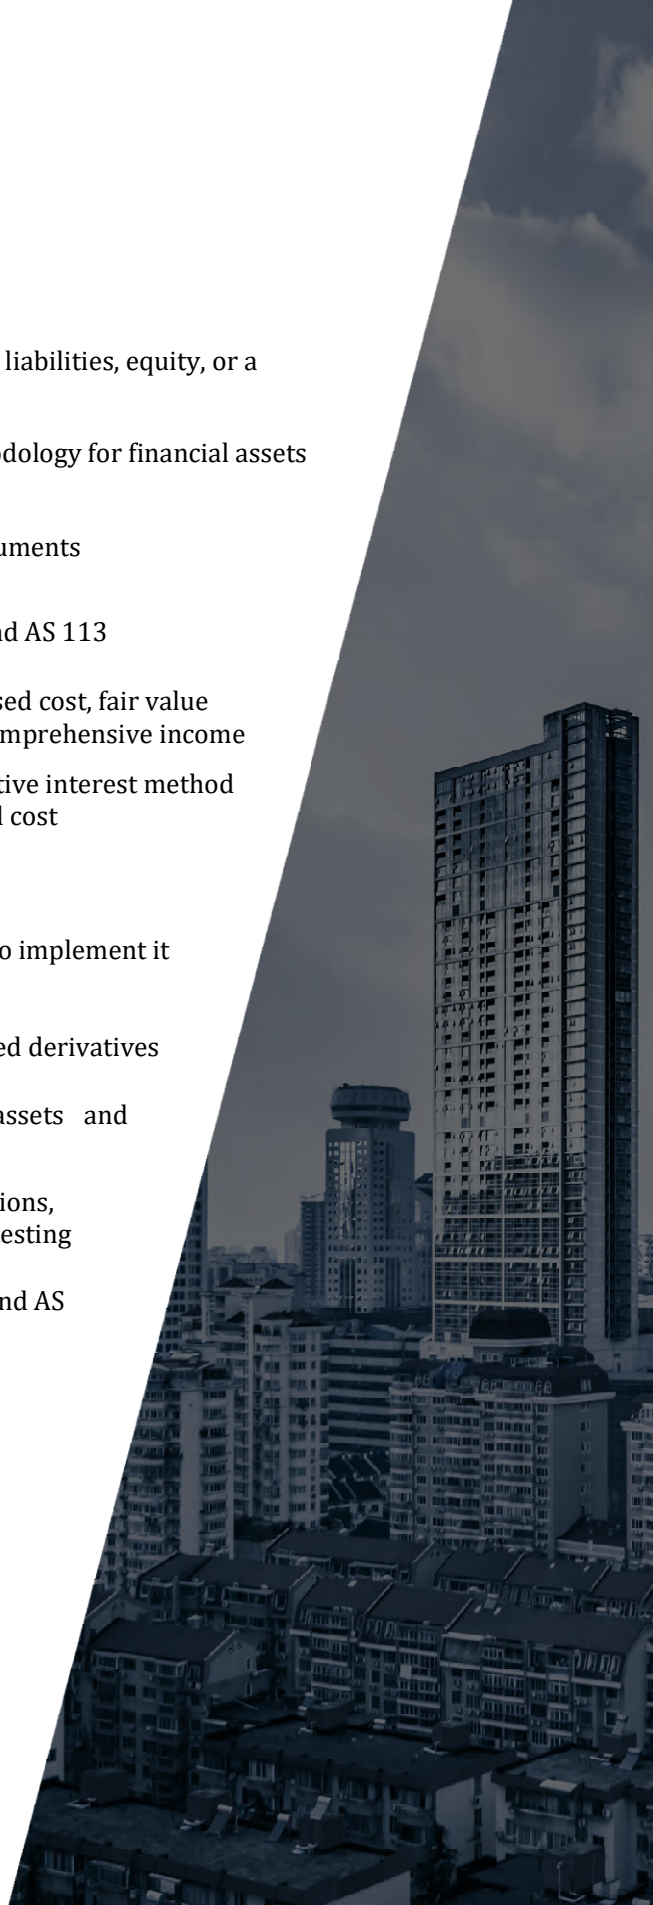 liabilities, equity, or a
dology for financial assets
uments
nd AS 113
sed cost, fair value
mprehensive income
tive interest method
l cost
o implement it
ed derivatives
assets and
ions,
esting
nd AS